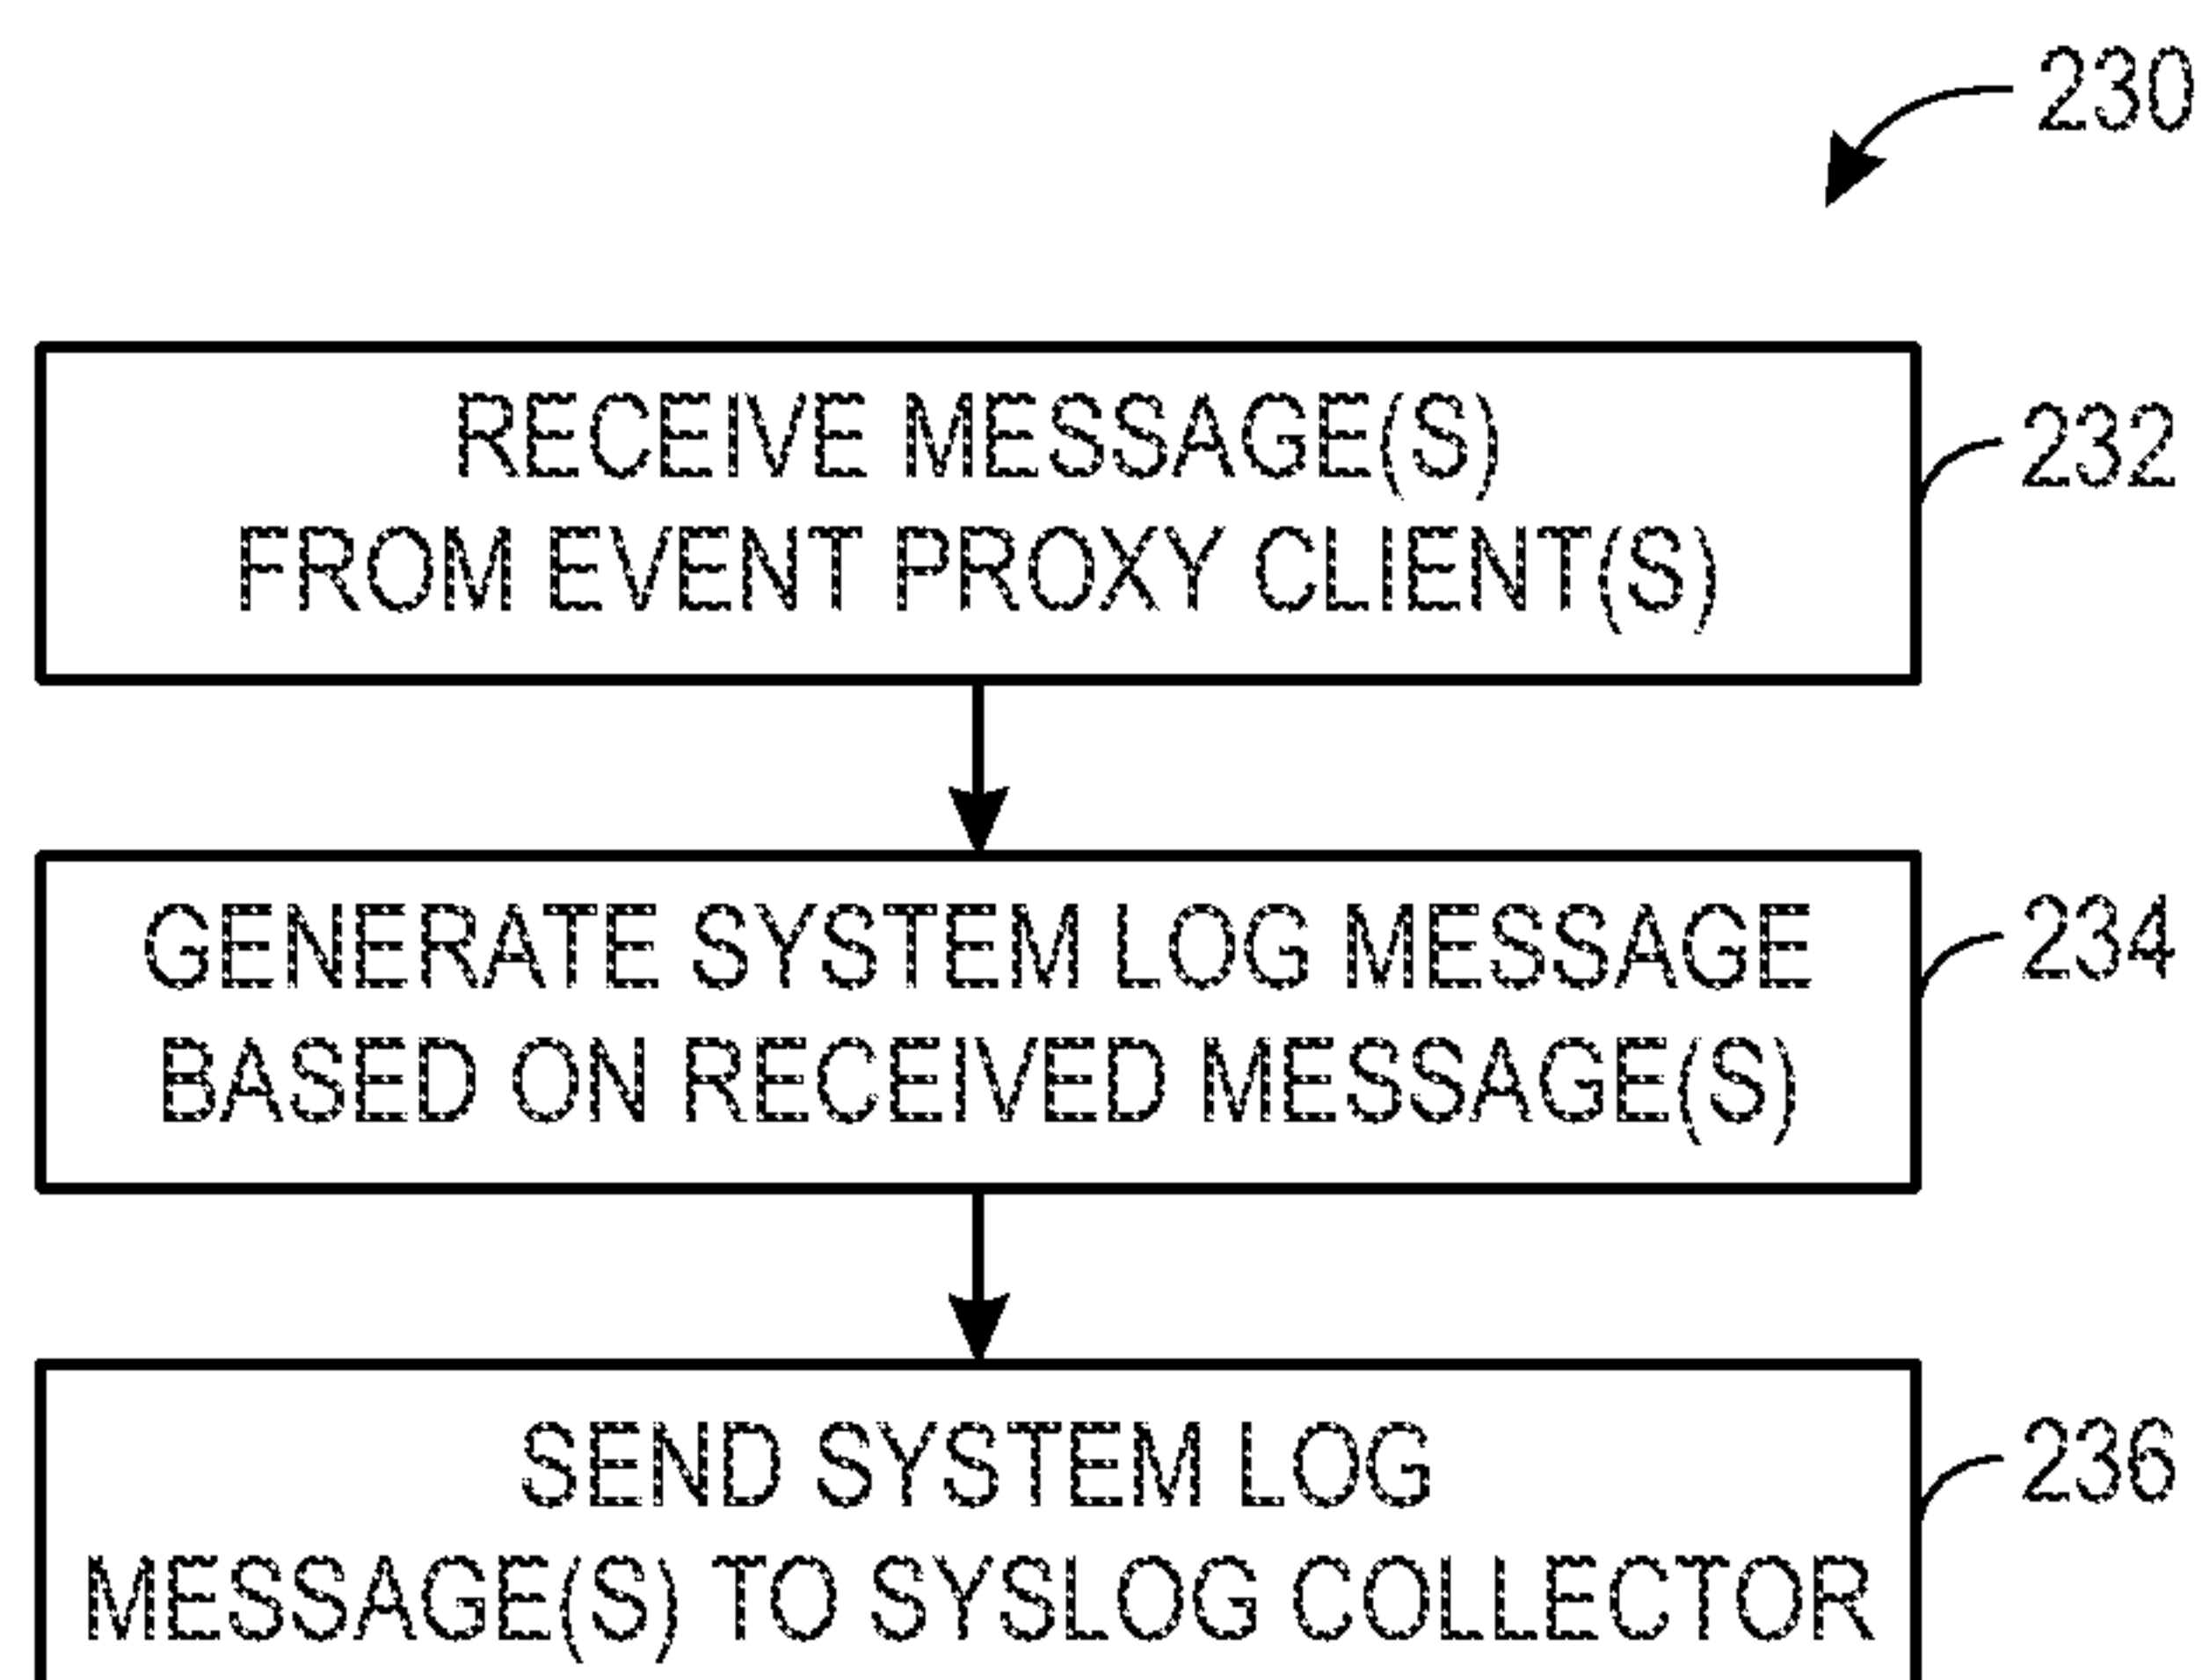 230
RECEIVE MESSAGE(S)
FROM EVENT PROXY CLIENT(S)
232
GENERATE SYSTEM LOG MESSAGE
BASED ON RECEIVED MESSAGE(S)
234
SEND SYSTEM LOG
MESSAGE(S) TO SYSLOG COLLECTOR
236